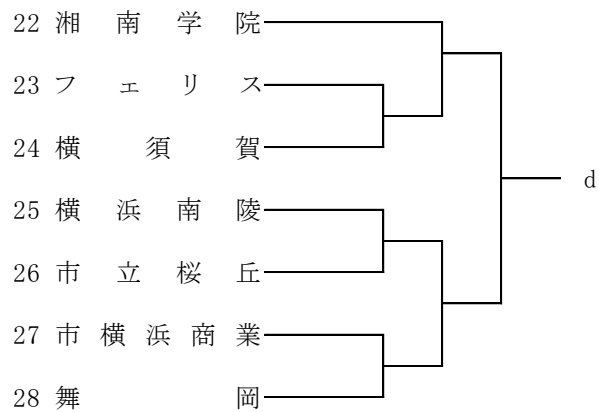 22 湘南学院
23 フェリス
24 横須賀
25 横浜南陵
26 市立桜丘
27 市横浜商業
28 舞岡
d